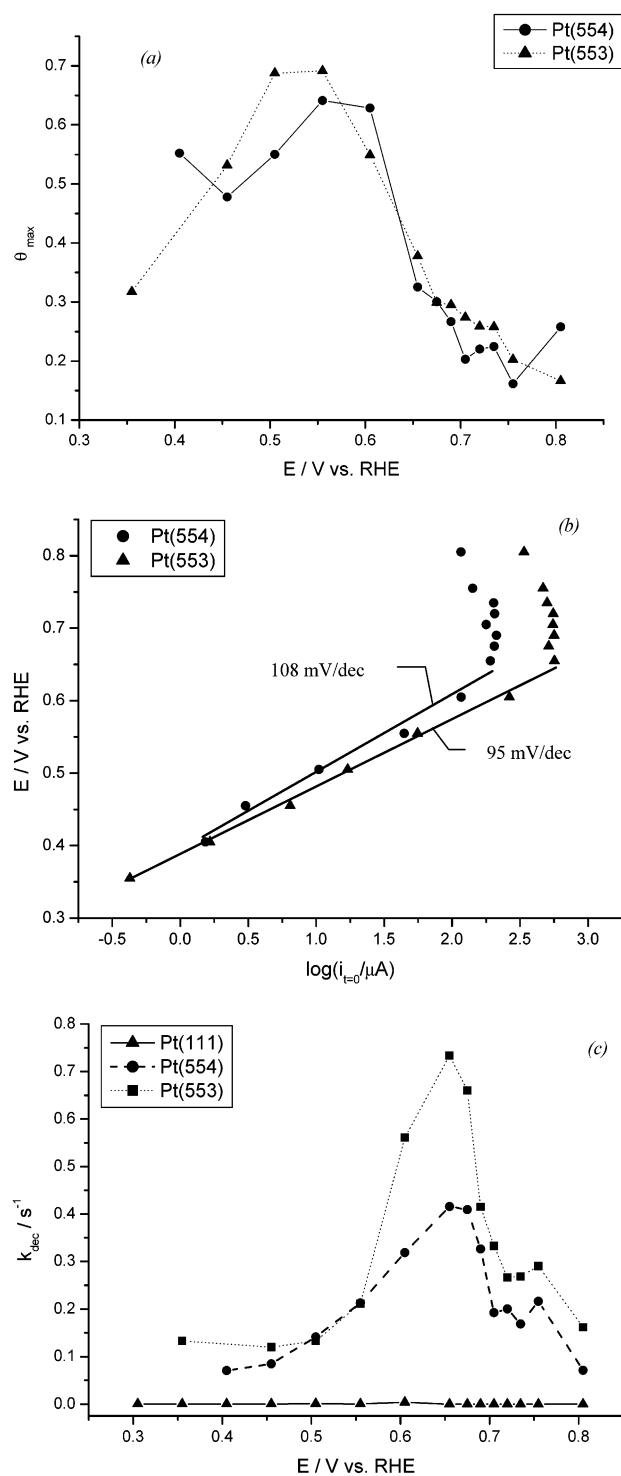 (a)
Pt(554)
Pt(553)
0.7
0.6
0.5
0.4
0.3
0.2
0.1
θ max
0.3 0.4 0.5 0.6 0.7 0.8
E / V vs. RHE
Pt(554)
Pt(553)
(b)
0.8
0.7
0.6
0.5
0.4
0.3
E / V vs. RHE
108 mV/dec
95 mV/dec
-0.5 0.0 0.5 1.0 1.5 2.0 2.5 3.0
log(i t=0/μA)
Pt(111)
Pt(554)
Pt(553)
(c)
0.8
0.7
0.6
0.5
0.4
0.3
0.2
0.1
0.0
k dec / s -1
0.3 0.4 0.5 0.6 0.7 0.8
E / V vs. RHE